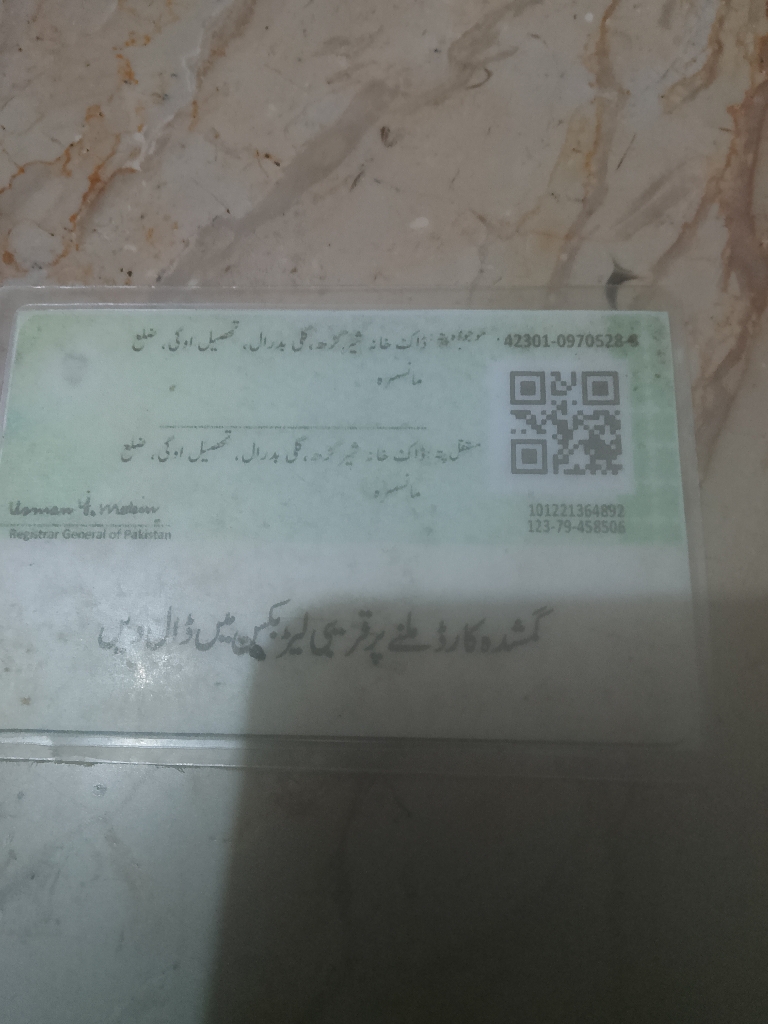 42301-0970528-
موجودہ پتہ: ڈاک خانہ شیر گڑھ، گلی بدرال، تحصیل اوگی، ضلع
مانسہرہ
مستقل پتہ: ڈاک خانہ شیر گڑھ، گلی بدرال، تحصیل اوگی، ضلع
مانسہرہ
101221364892
123-79-458506
Usman Y. Mobin
Registrar General of Pakistan
گمشدہ کارڈ ملنے پر قریبی لیٹر بکس میں ڈال دیں